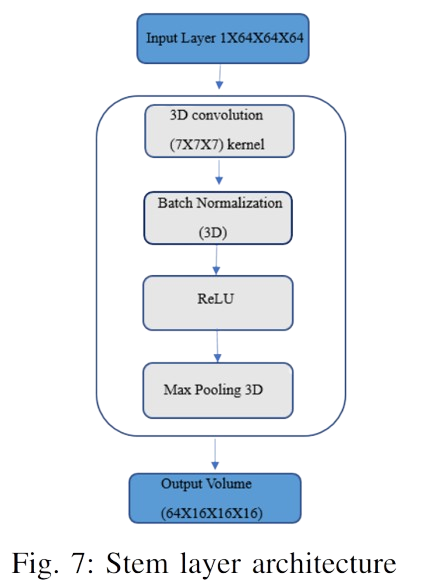 Input Layer 1X64X64X64
3D convolution
(7X7X7) kernel
Batch Normalization
(3D)
ReLU
Max Pooling 3D
Output Volume
(64X16X16X16)
Fig. 7: Stem layer architecture